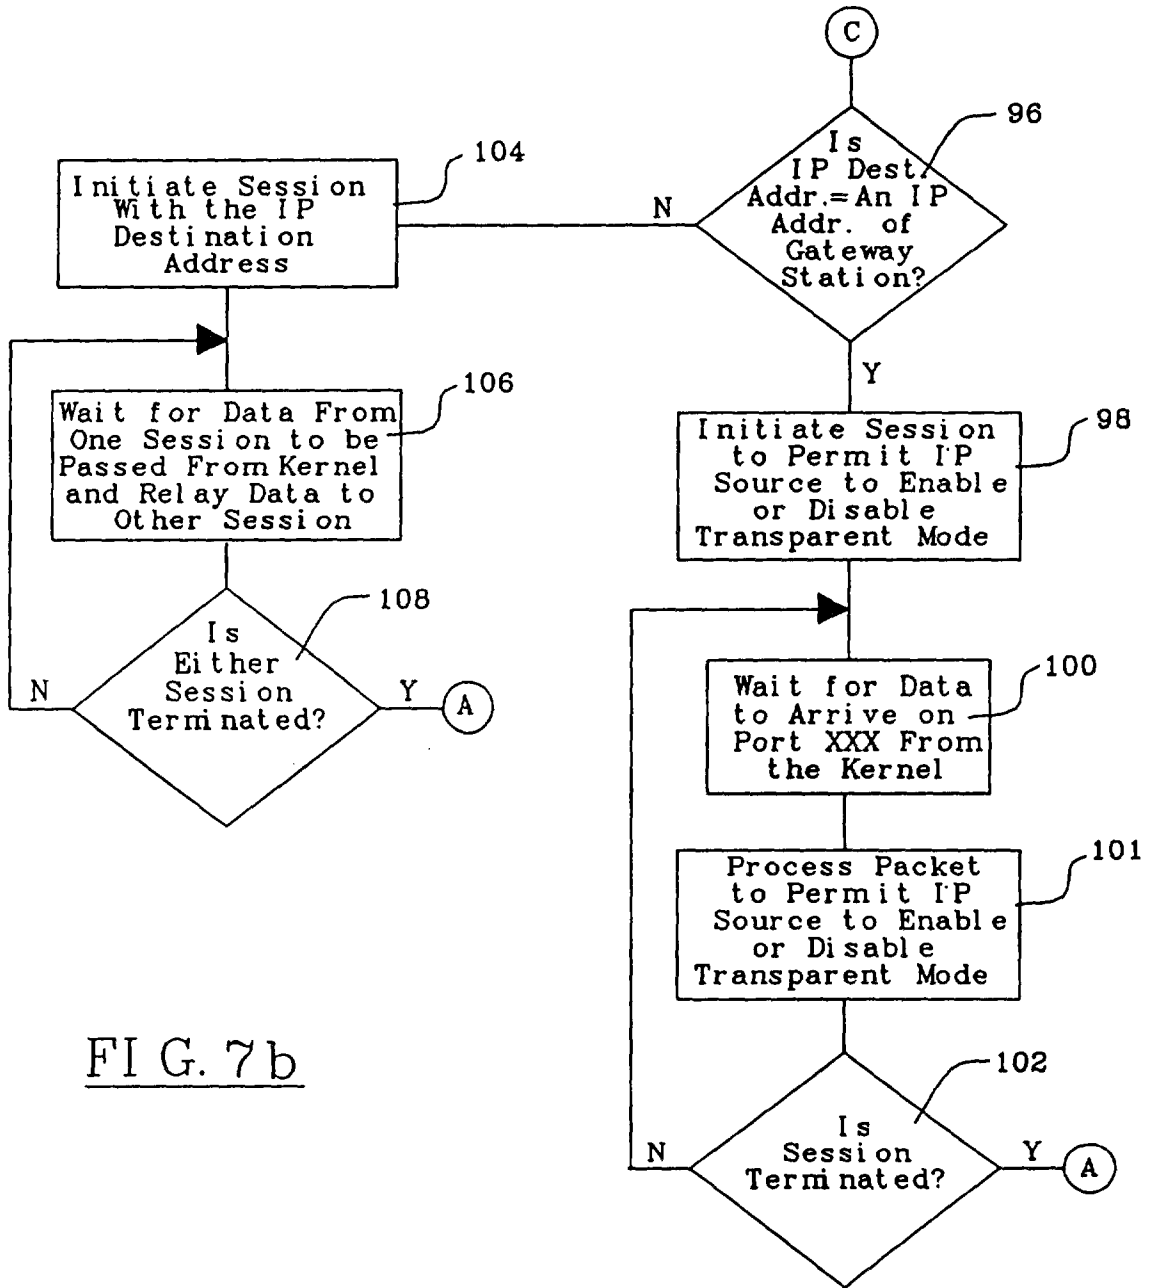 C
96
Is
IP Dest.
Addr.=An IP
Addr. of
Gateway
Station?
N
Y
104
Initiate Session
With the IP
Destination
Address
106
Wait for Data From
One Session to be
Passed From Kernel
and Relay Data to
Other Session
108
Is
Either
Session
Terminated?
N
Y
A
98
Initiate Session
to Permit IP
Source to Enable
or Disable
Transparent Mode
100
Wait for Data
to Arrive on
Port XXX From
the Kernel
101
Process Packet
to Permit IP
Source to Enable
or Disable
Transparent Mode
102
Is
Session
Terminated?
N
Y
A
FIG. 7b